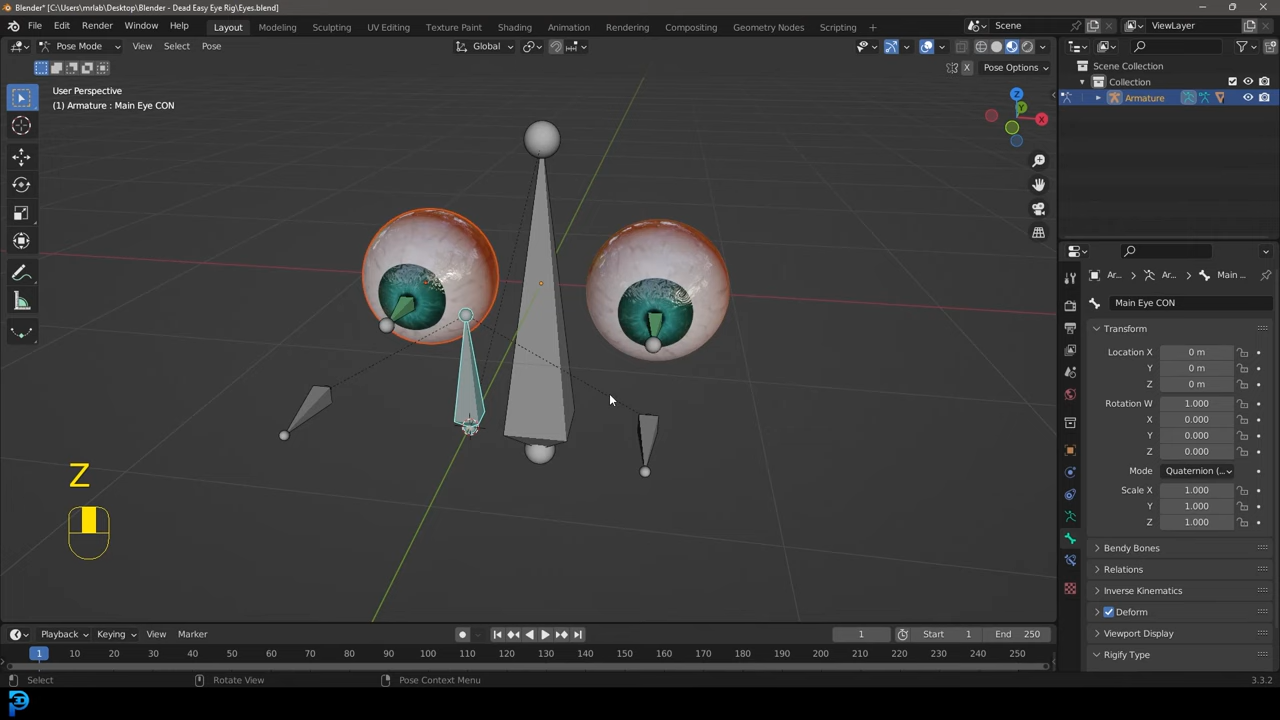 Blender* [C:\Users\mrlab\Desktop\Blender - Dead Easy Eye Rig\Eyes.blend]
File Edit Render Window Help Layout Modeling Sculpting UV Editing Texture Paint Shading Animation Rendering Compositing Geometry Nodes Scripting + Scene ViewLayer
Pose Mode View Select Pose Global
X Pose Options
User Perspective
(1) Armature : Main Eye CON
Z
Y
X
Scene Collection
Collection
Armature
Ar... Ar... Main ...
Main Eye CON
Transform
Location X 0 m
Y 0 m
Z 0 m
Rotation W 1.000
X 0.000
Y 0.000
Z 0.000
Mode Quaternion (...
Scale X 1.000
Y 1.000
Z 1.000
Bendy Bones
Relations
Inverse Kinematics
Deform
Viewport Display
Rigify Type
Z
Playback Keying View Marker 1 Start 1 End 250
1 10 20 30 40 50 60 70 80 90 100 110 120 130 140 150 160 170 180 190 200 210 220 230 240 250
Select Rotate View Pose Context Menu 3.3.2